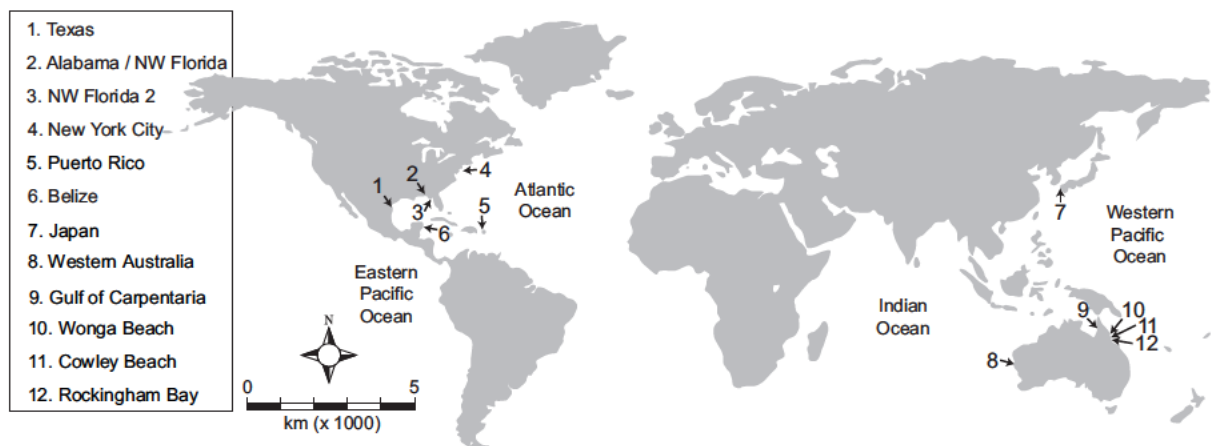 1. Texas
2. Alabama / NW Florida
3. NW Florida 2
4. New York City
5. Puerto Rico
6. Belize
7. Japan
8. Western Australia
9. Gulf of Carpentaria
10. Wonga Beach
11. Cowley Beach
12. Rockingham Bay
1
2
3
4
5
6
Atlantic
Ocean
Eastern
Pacific
Ocean
N
0
5
km (x 1000)
7
Western
Pacific
Ocean
Indian
Ocean
8
9
10
11
12